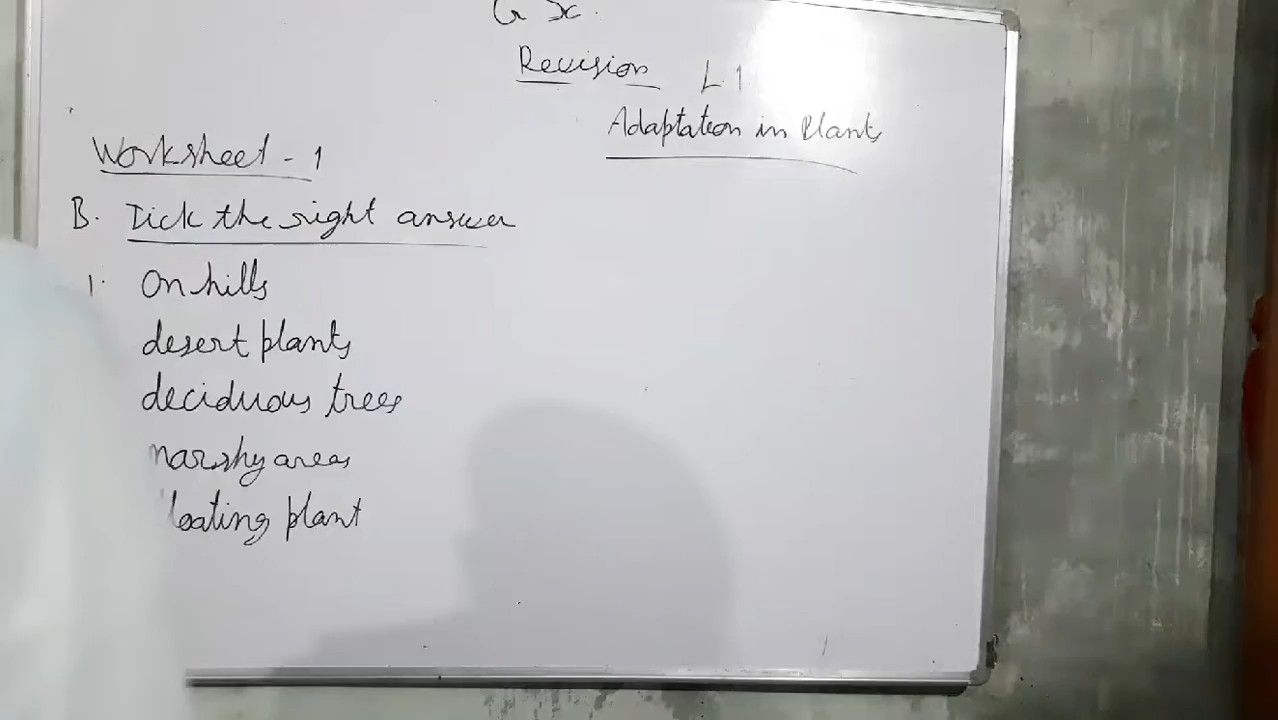 G Sc.
Revision L.1
Adaptation in Plants
Worksheet - 1
B. Tick the right answer
1. On hills
desert plants
deciduous trees
marshy areas
loating plant